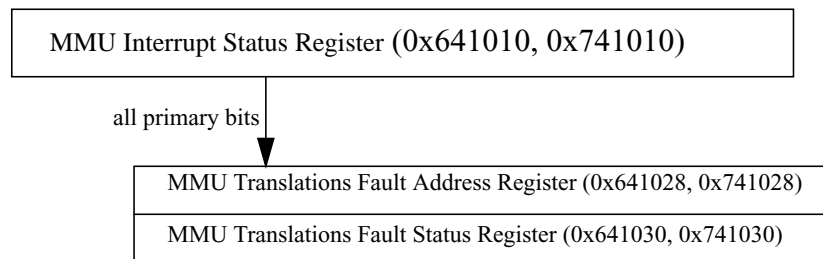 MMU Interrupt Status Register (0x641010, 0x741010)
all primary bits
MMU Translations Fault Address Register (0x641028, 0x741028)
MMU Translations Fault Status Register (0x641030, 0x741030)